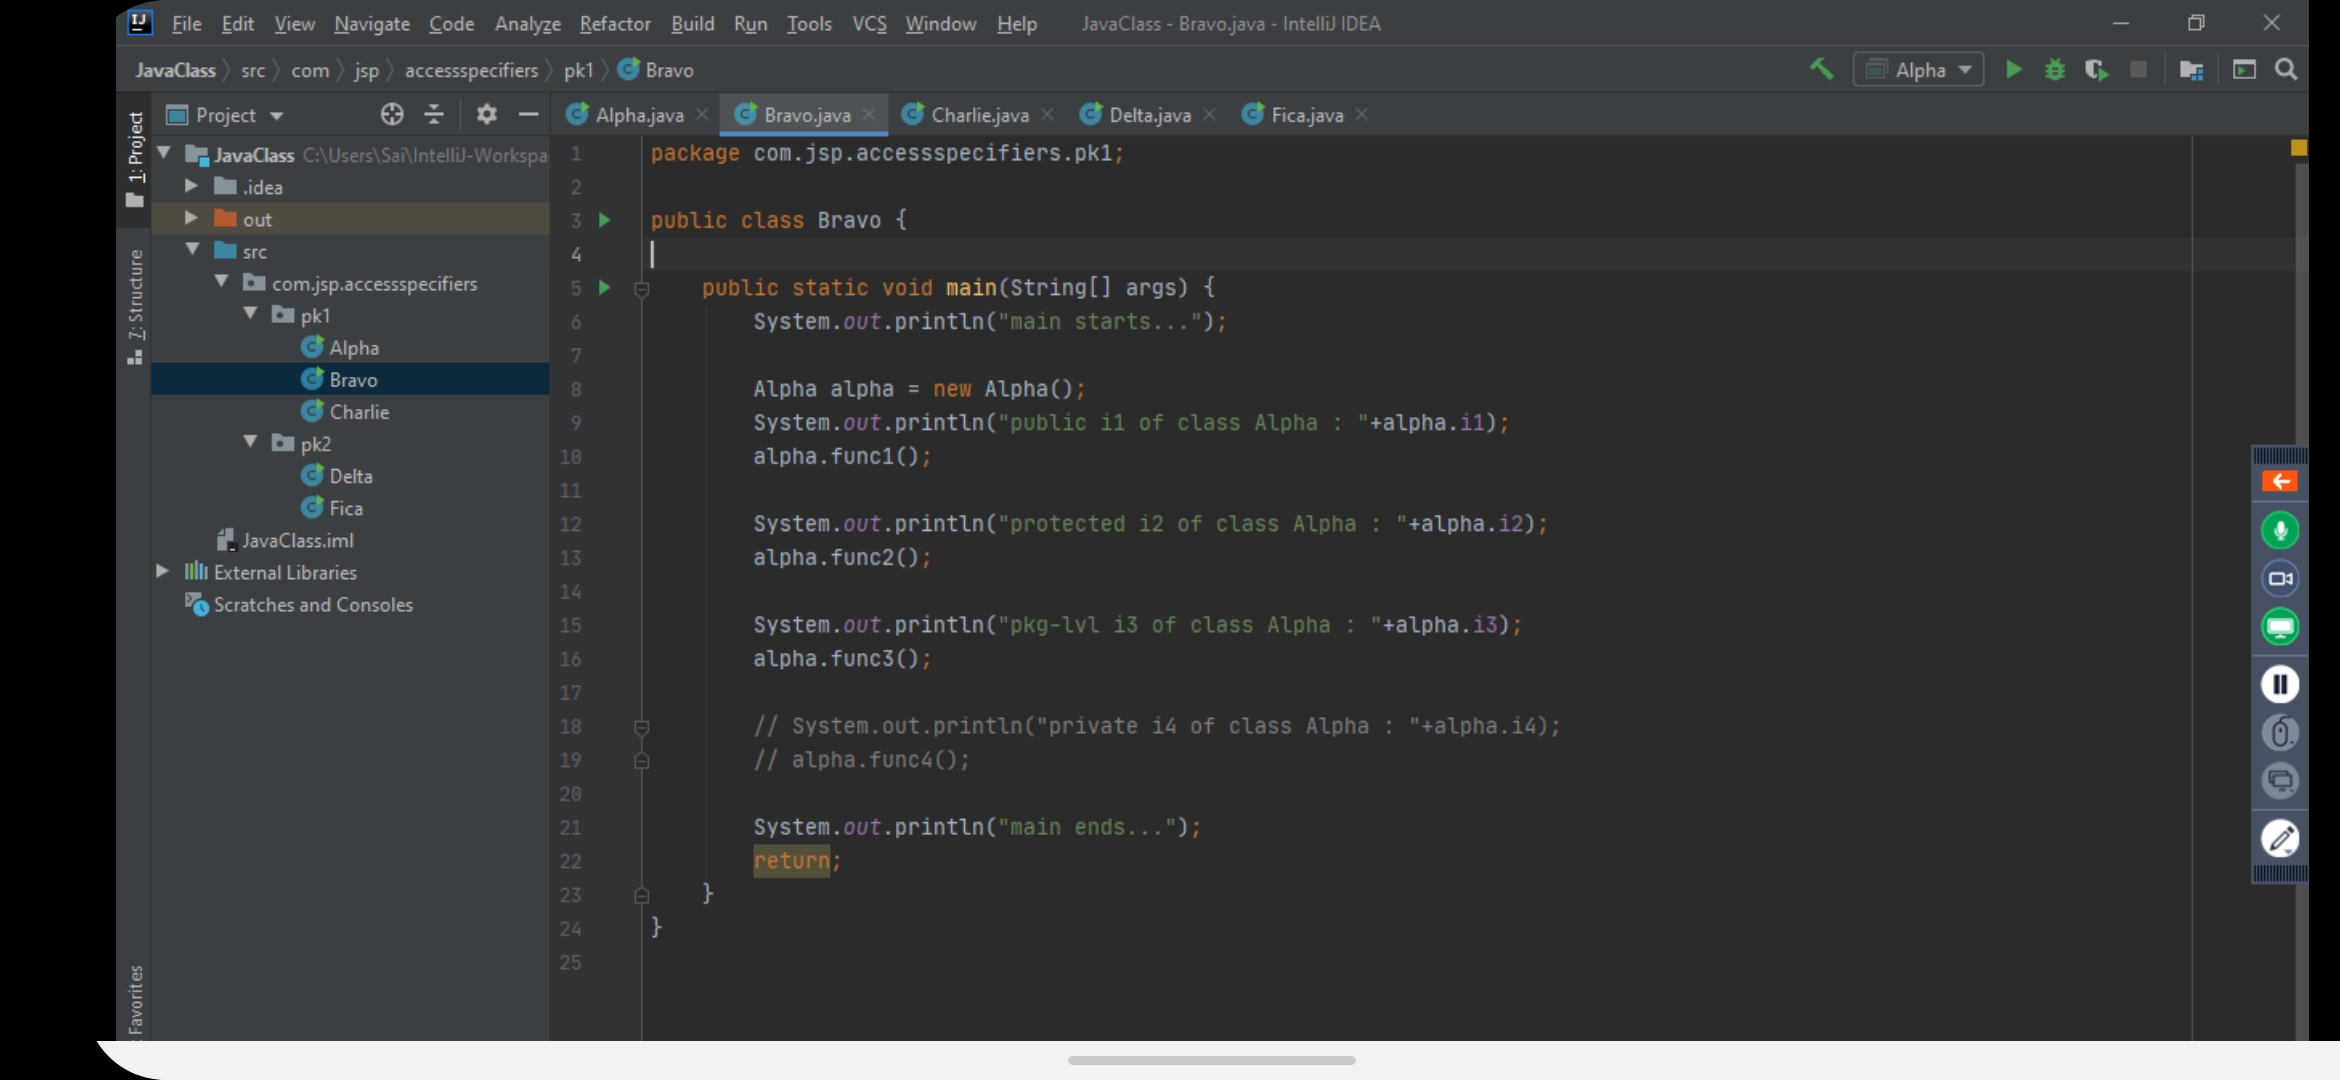 IJ
File Edit View Navigate Code Analyze Refactor Build Run Tools VCS Window Help JavaClass - Bravo.java - IntelliJ IDEA
JavaClass src com jsp accessspecifiers pk1 Bravo
Alpha
1: Project
7: Structure
Favorites
Project
JavaClass C:\Users\Sai\IntelliJ-Workspa
.idea
out
src
com.jsp.accessspecifiers
pk1
Alpha
Bravo
Charlie
pk2
Delta
Fica
JavaClass.iml
External Libraries
Scratches and Consoles
Alpha.java Bravo.java Charlie.java Delta.java Fica.java
1 package com.jsp.accessspecifiers.pk1;
2
3 public class Bravo {
4
5 public static void main(String[] args) {
6 System.out.println("main starts...");
7
8 Alpha alpha = new Alpha();
9 System.out.println("public i1 of class Alpha : "+alpha.i1);
10 alpha.func1();
11
12 System.out.println("protected i2 of class Alpha : "+alpha.i2);
13 alpha.func2();
14
15 System.out.println("pkg-lvl i3 of class Alpha : "+alpha.i3);
16 alpha.func3();
17
18 // System.out.println("private i4 of class Alpha : "+alpha.i4);
19 // alpha.func4();
20
21 System.out.println("main ends...");
22 return;
23 }
24 }
25